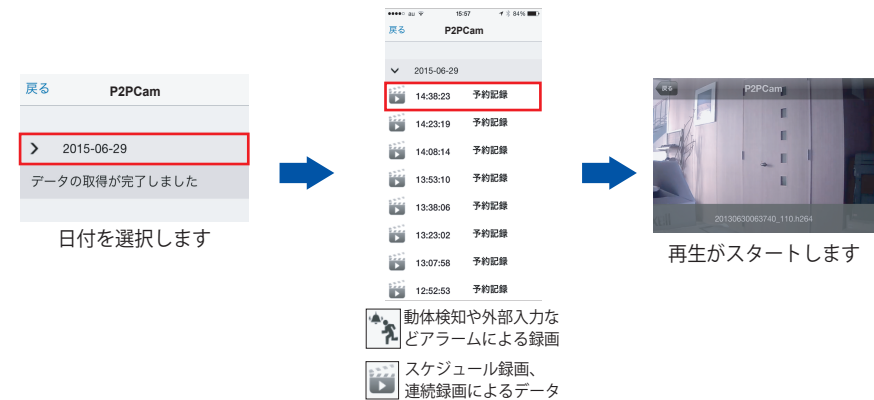 戻る P2PCam
2015-06-29
データの取得が完了しました
日付を選択します
au 15:57 84%
戻る P2PCam
2015-06-29
14:38:23 予約記録
14:23:19 予約記録
14:08:14 予約記録
13:53:10 予約記録
13:38:06 予約記録
13:23:02 予約記録
13:07:58 予約記録
12:52:53 予約記録
動体検知や外部入力な
どアラームによる録画
スケジュール録画、
連続録画によるデータ
戻る P2PCam
20130630063740_110.h264
再生がスタートします